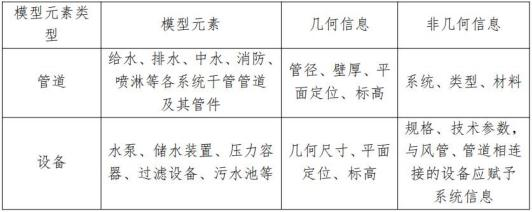 模型元素类型
模型元素
几何信息
非几何信息
管道
给水、排水、中水、消防、
喷淋等各系统干管管道
及其管件
管径、壁厚、平
面定位、标高
系统、类型、材料
设备
水泵、储水装置、压力容
器、过滤设备、污水池等
几何尺寸、平面
定位、标高
规格、技术参数，
与风管、管道相连
接的设备应赋予
系统信息